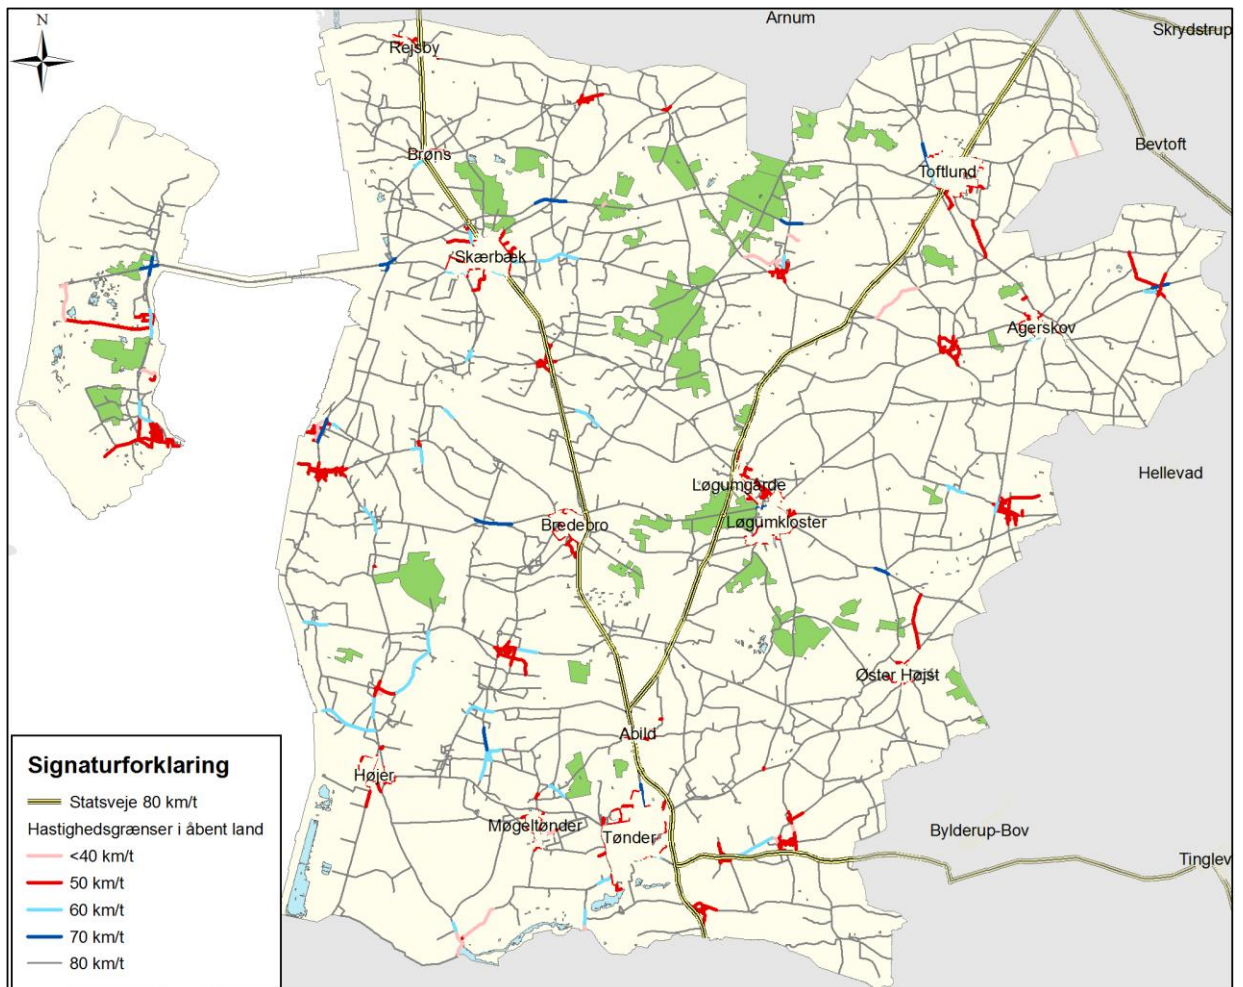 N
Arnum
Skrydstrup
Rejsby
Bevtoft
Brøns
Toftlund
Skærbæk
Agerskov
Hellevad
Løgumgårde
Løgumkloster
Brødebro
Øster Højst
Abild
Højer
Møgeltønder
Tønder
Bylderup-Bov
Tinglev
Signaturforklaring
Statsveje 80 km/t
Hastighedsgrænser i åbent land
<40 km/t
50 km/t
60 km/t
70 km/t
80 km/t